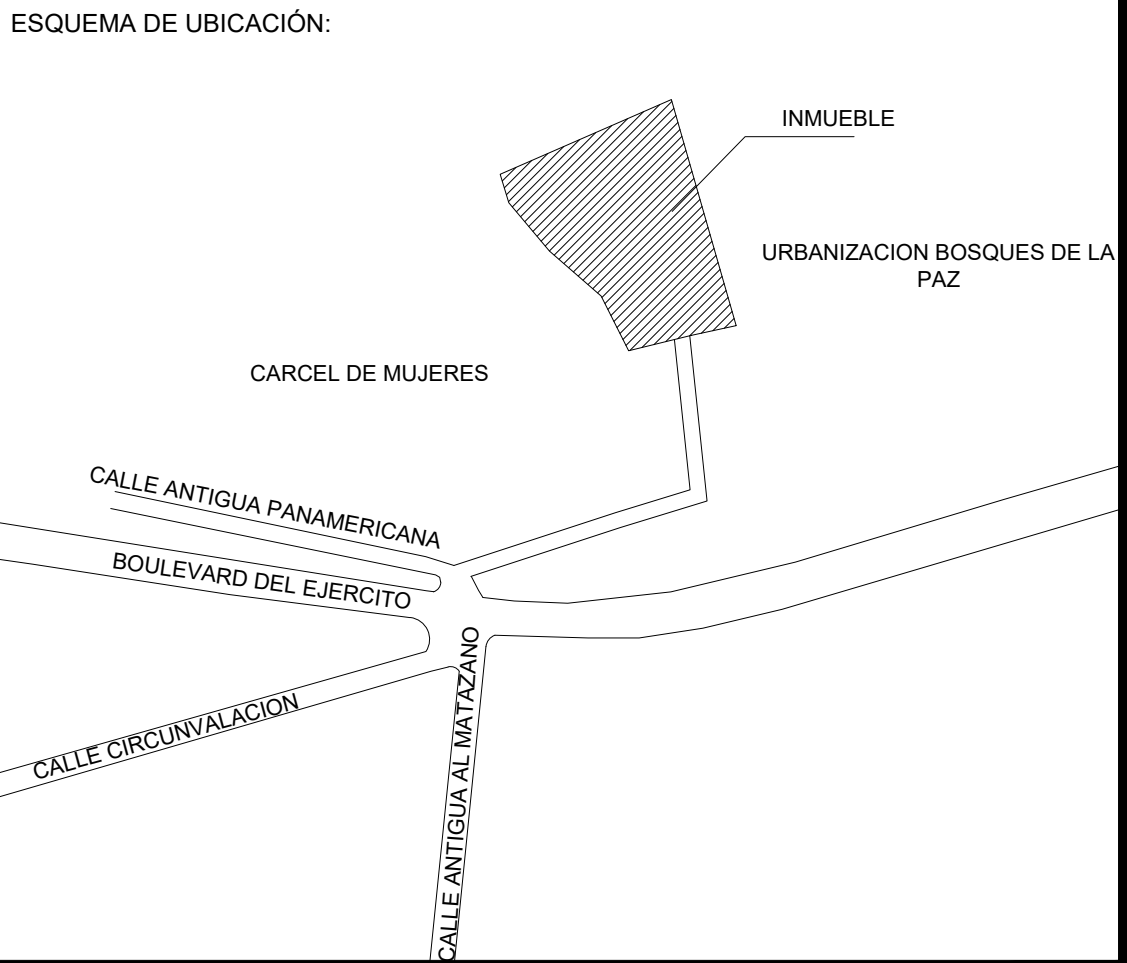 ESQUEMA DE UBICACIÓN:
INMUEBLE
URBANIZACION BOSQUES DE LA
PAZ
CARCEL DE MUJERES
CALLE ANTIGUA PANAMERICANA
BOULEVARD DEL EJERCITO
CALLE CIRCUNVALACION
CALLE ANTIGUA AL MATAZANO